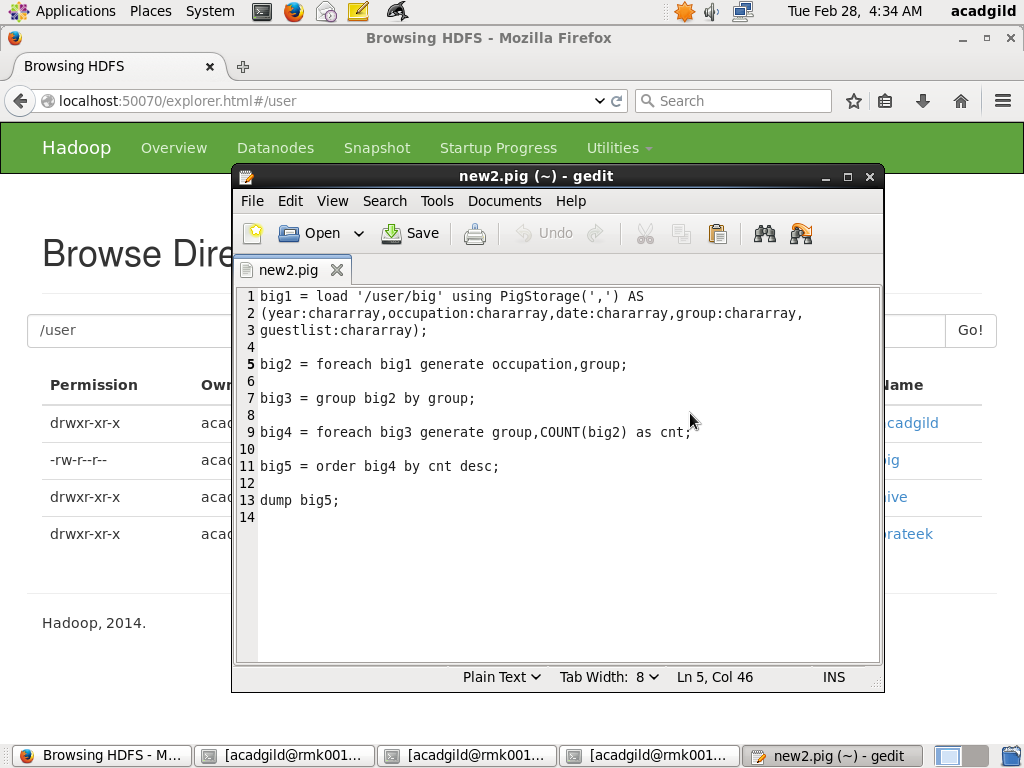 Applications Places System Tue Feb 28, 4:34 AM acadgild
Browsing HDFS - Mozilla Firefox
Browsing HDFS
localhost:50070/explorer.html#/user Search
Hadoop Overview Datanodes Snapshot Startup Progress Utilities
new2.pig (~) - gedit
File Edit View Search Tools Documents Help
Open Save Undo
new2.pig
Browse Dire
/user Go!
Permission Own Name
drwxr-xr-x acad acadgild
-rw-r--r-- acad big
drwxr-xr-x acad hive
drwxr-xr-x acad prateek
Hadoop, 2014.
1 big1 = load '/user/big' using PigStorage(',') AS
2 (year:chararray,occupation:chararray,date:chararray,group:chararray,
3 guestlist:chararray);
4
5 big2 = foreach big1 generate occupation,group;
6
7 big3 = group big2 by group;
8
9 big4 = foreach big3 generate group,COUNT(big2) as cnt;
10
11 big5 = order big4 by cnt desc;
12
13 dump big5;
14
Plain Text Tab Width: 8 Ln 5, Col 46 INS
Browsing HDFS - M... [acadgild@rmk001... [acadgild@rmk001... [acadgild@rmk001... new2.pig (~) - gedit